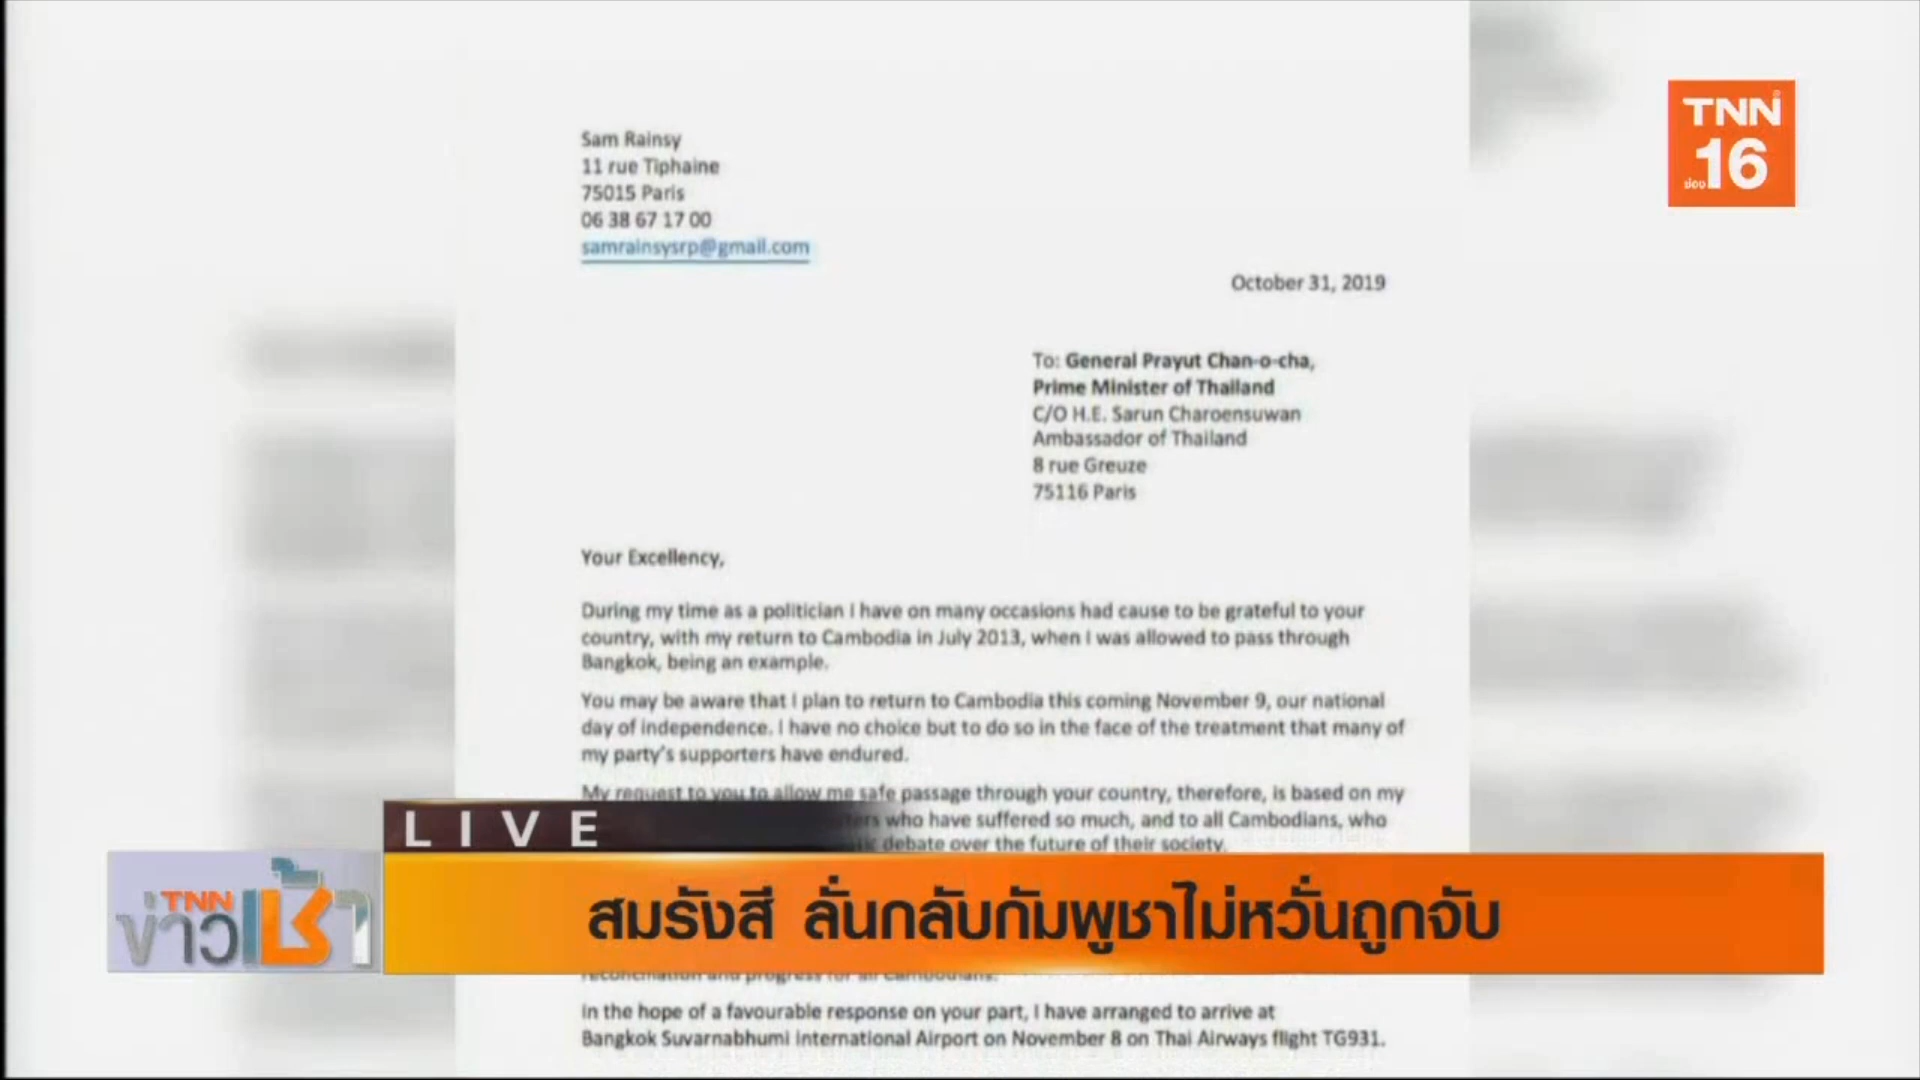 Sam Rainsy
11 rue Tiphaine
75015 Paris
06 38 67 17 00
samrainsysrp@gmail.com
October 31, 2019
To: General Prayut Chan-o-cha,
Prime Minister of Thailand
C/O H.E. Sarun Charoensuwan
Ambassador of Thailand
8 rue Greuze
75116 Paris
Your Excellency,
During my time as a politician I have on many occasions had cause to be grateful to your
country, with my return to Cambodia in July 2013, when I was allowed to pass through
Bangkok, being an example.
You may be aware that I plan to return to Cambodia this coming November 9, our national
day of independence. I have no choice but to do so in the face of the treatment that many of
my party's supporters have endured.
My request to you to allow me safe passage through your country, therefore, is based on my
who have suffered so much, and to all Cambodians, who
debate over the future of their society.
reconciliation and progress for all Cambodians.
In the hope of a favourable response on your part, I have arranged to arrive at
Bangkok Suvarnabhumi International Airport on November 8 on Thai Airways flight TG931.
TNN
ช่อง 16
LIVE
TNN
ข่าวเช้า
สมรังสี ลั่นกลับกัมพูชาไม่หวั่นถูกจับ